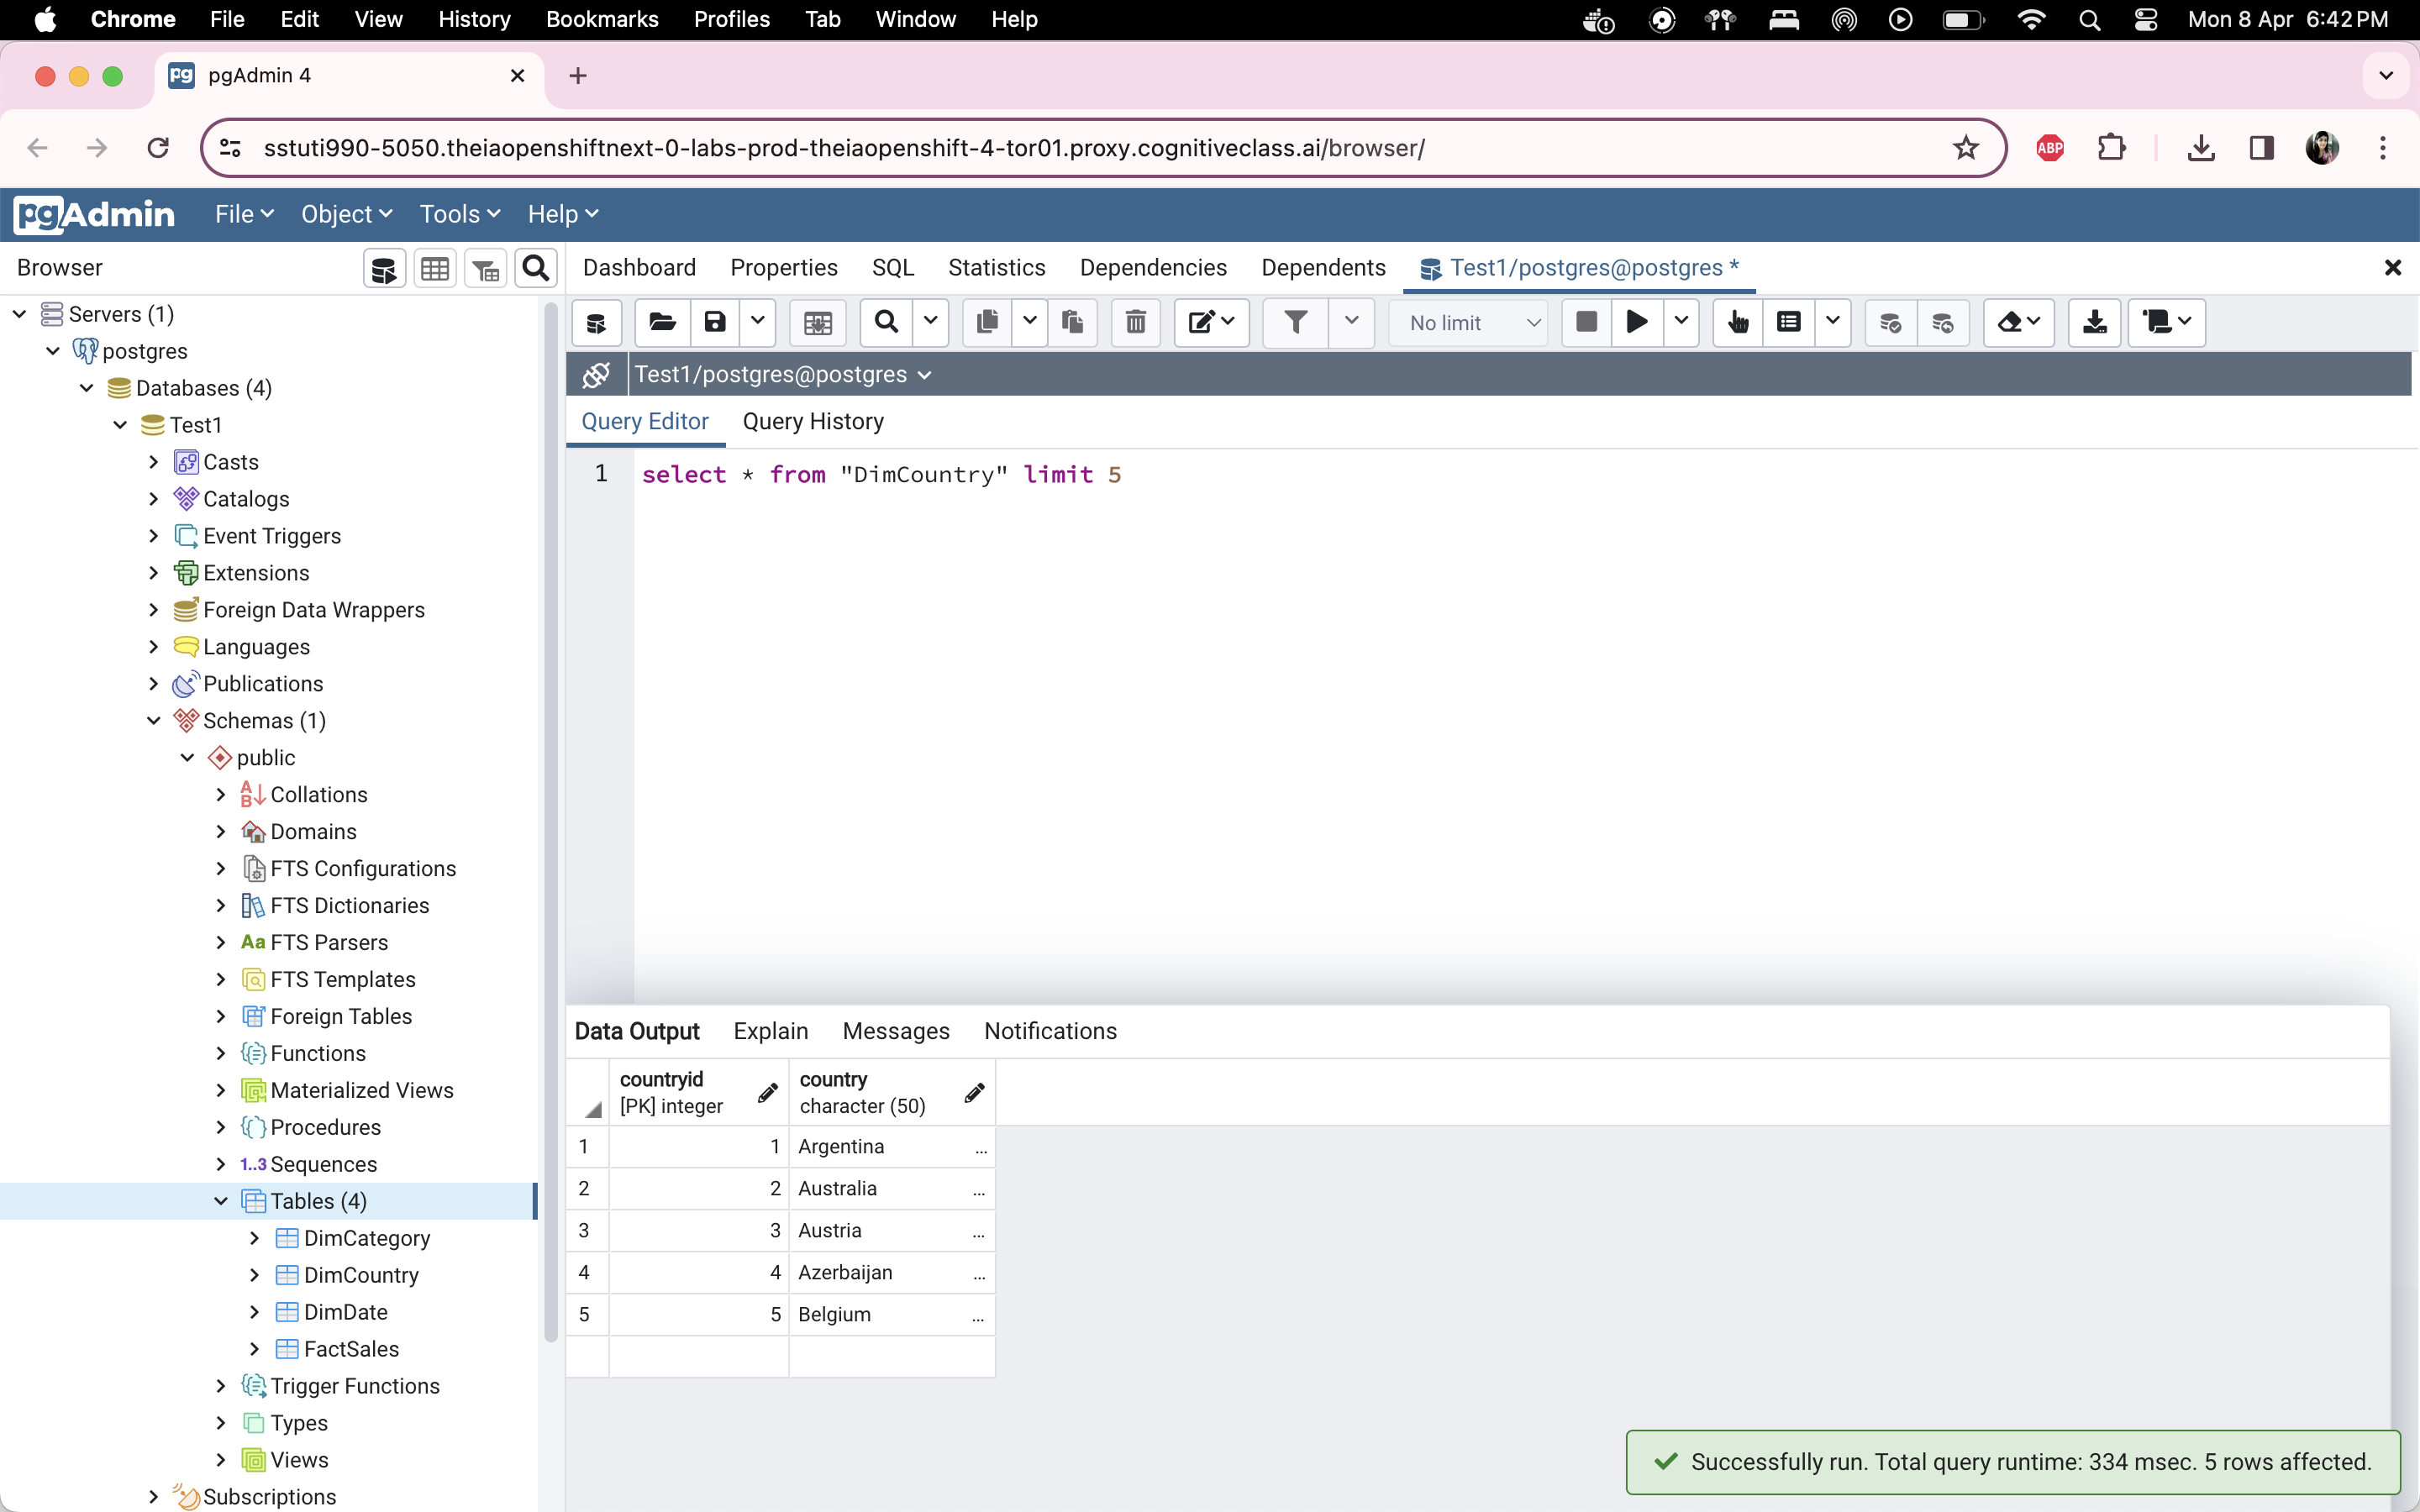 Chrome File Edit View History Bookmarks Profiles Tab Window Help Mon 8 Apr 6:42 PM
pg pgAdmin 4
sstuti990-5050.theiaopenshiftnext-0-labs-prod-theiaopenshift-4-tor01.proxy.cognitiveclass.ai/browser/ ABP
pgAdmin File Object Tools Help
Browser
Dashboard Properties SQL Statistics Dependencies Dependents Test1/postgres@postgres *
Servers (1)
postgres
Databases (4)
Test1
Casts
Catalogs
Event Triggers
Extensions
Foreign Data Wrappers
Languages
Publications
Schemas (1)
public
Collations
Domains
FTS Configurations
FTS Dictionaries
Aa FTS Parsers
FTS Templates
Foreign Tables
Functions
Materialized Views
Procedures
1..3 Sequences
Tables (4)
DimCategory
DimCountry
DimDate
FactSales
Trigger Functions
Types
Views
Subscriptions
No limit
Test1/postgres@postgres
Query Editor Query History
1 select * from "DimCountry" limit 5
Data Output Explain Messages Notifications
countryid country
[PK] integer character (50)
1 1 Argentina ...
2 2 Australia ...
3 3 Austria ...
4 4 Azerbaijan ...
5 5 Belgium ...
Successfully run. Total query runtime: 334 msec. 5 rows affected.